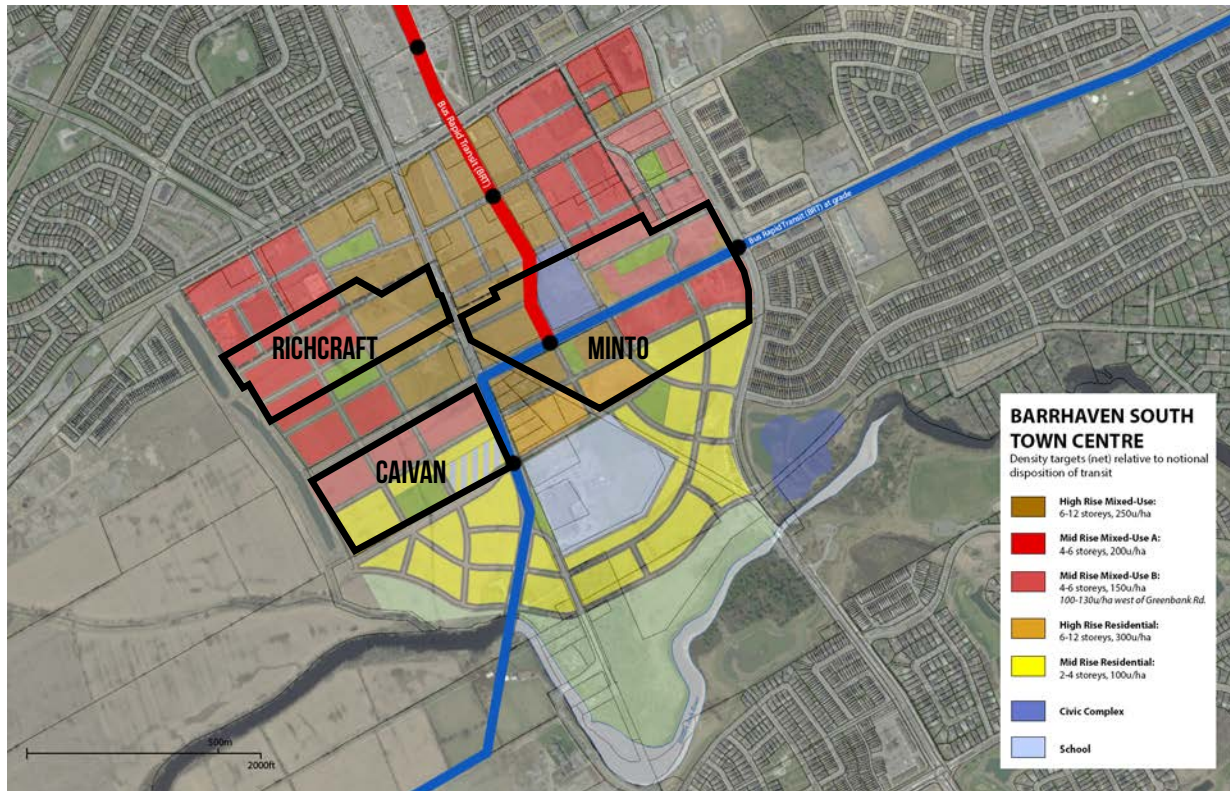 Bus Rapid Transit (BRT)
Bus Rapid Transit (BRT) at grade
RICHCRAFT
MINTO
CAIVAN
BARRHAVEN SOUTH
TOWN CENTRE
Density targets (net) relative to notional
disposition of transit
High Rise Mixed-Use:
6-12 storeys, 250u/ha
Mid Rise Mixed-Use A:
4-6 storeys, 200u/ha
Mid Rise Mixed-Use B:
4-6 storeys, 150u/ha
100-130u/ha west of Greenbank Rd.
High Rise Residential:
6-12 storeys, 300u/ha
Mid Rise Residential:
2-4 storeys, 100u/ha
Civic Complex
School
500m
2000ft